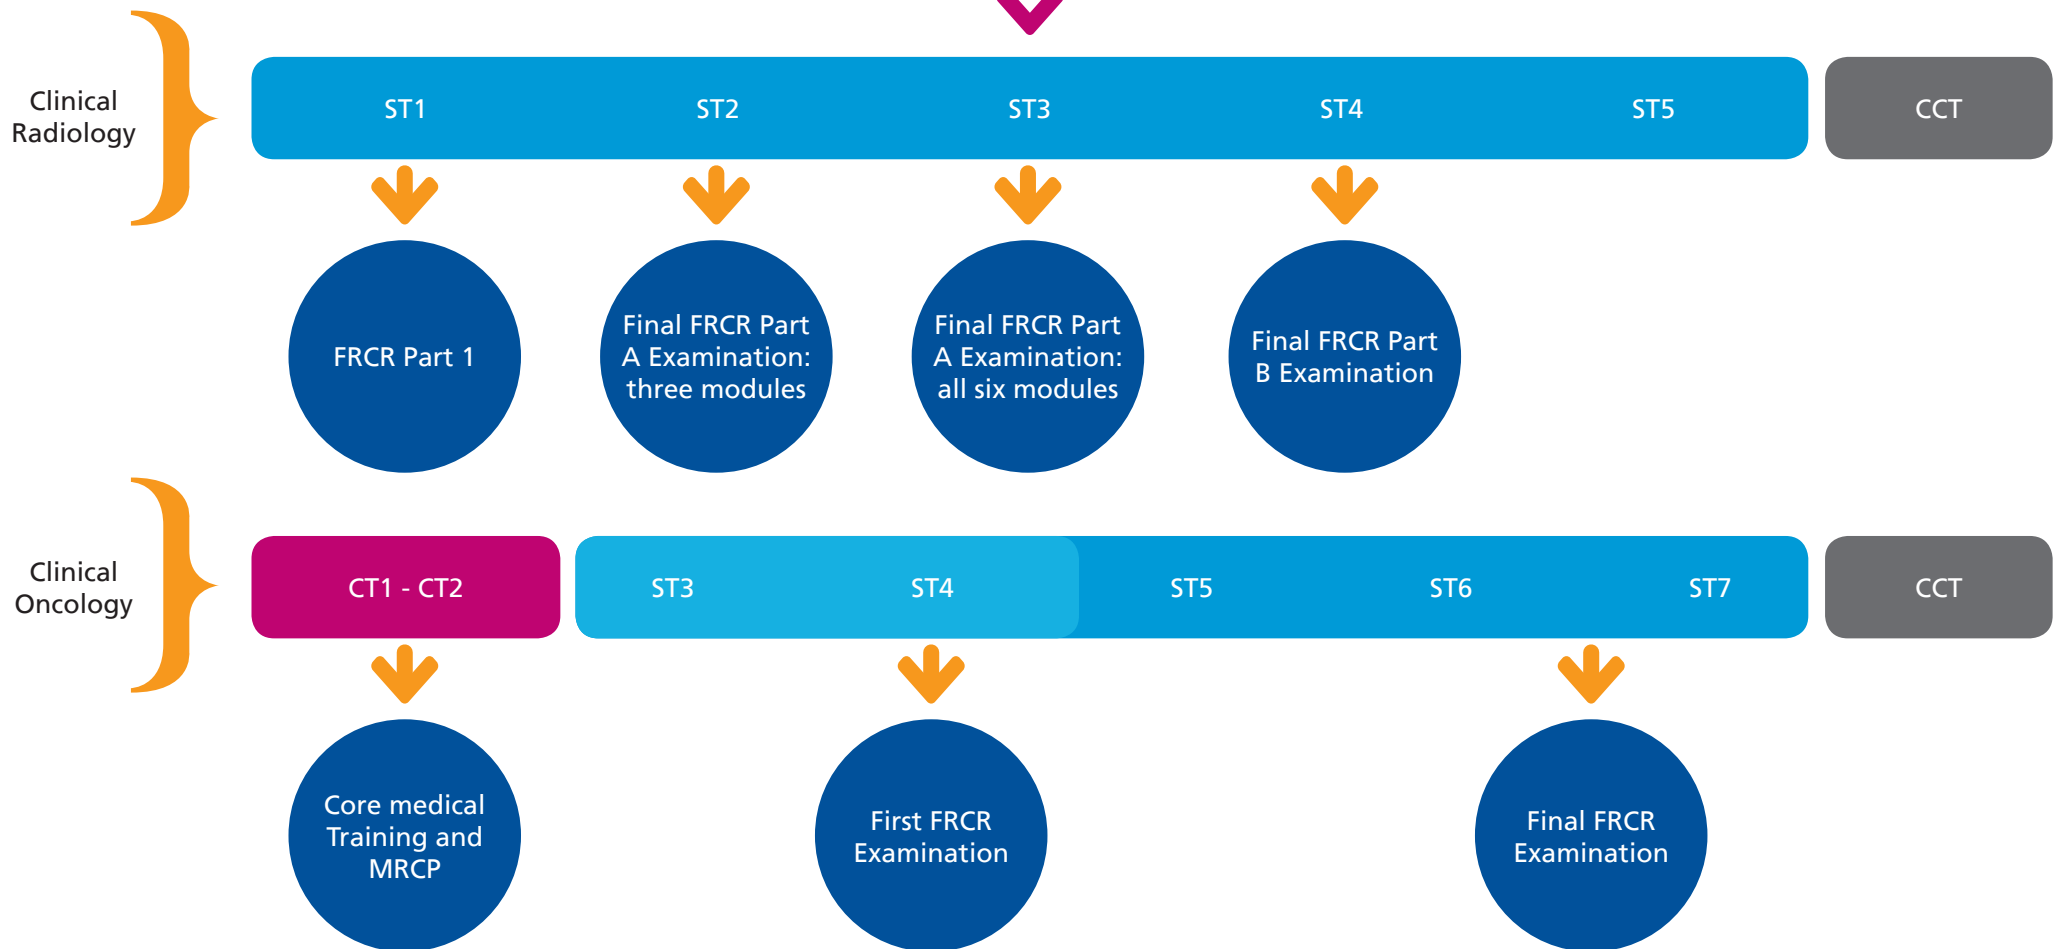 Clinical
Radiology
ST1 ST2 ST3 ST4 ST5 CCT
FRCR Part 1
Final FRCR Part
A Examination:
three modules
Final FRCR Part
A Examination:
all six modules
Final FRCR Part
B Examination
Clinical
Oncology
CT1 - CT2 ST3 ST4 ST5 ST6 ST7 CCT
Core medical
Training and
MRCP
First FRCR
Examination
Final FRCR
Examination